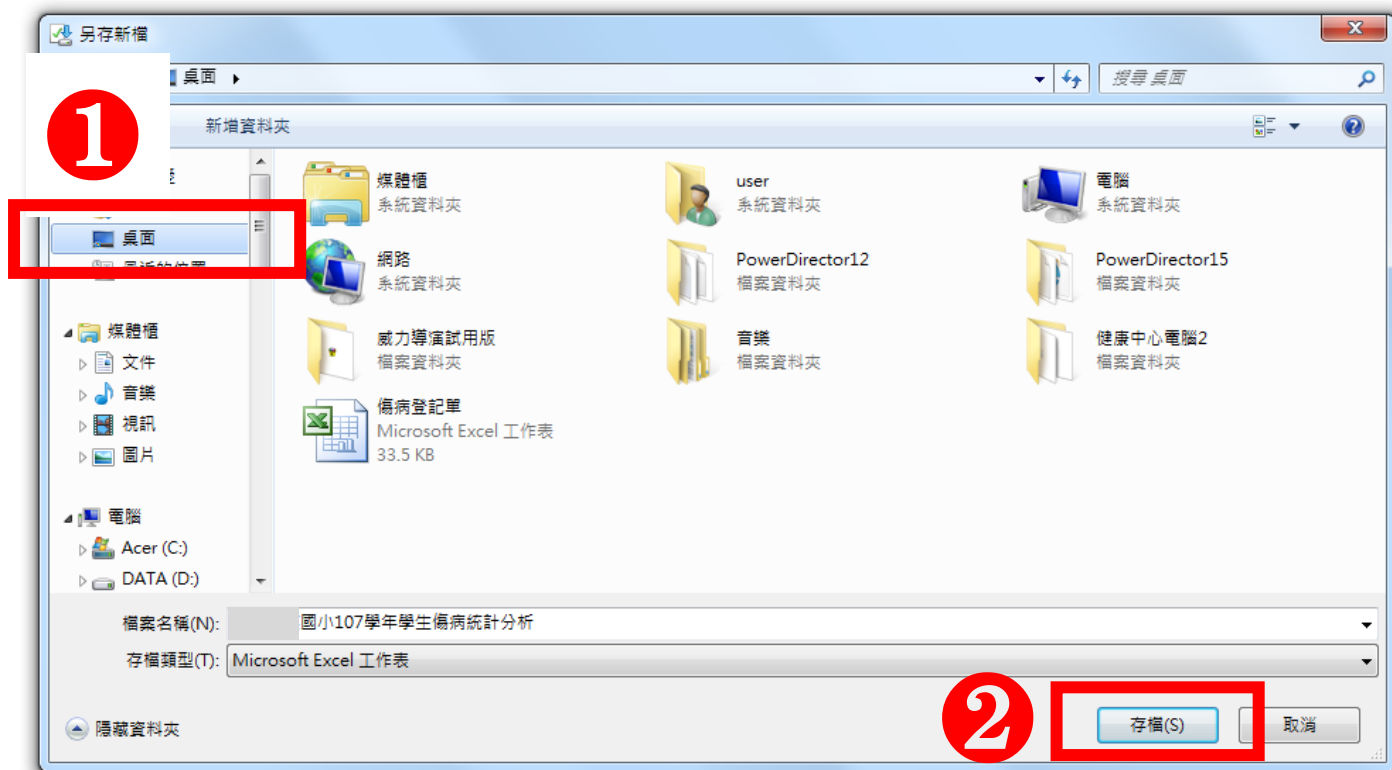 另存新檔
桌面
搜尋 桌面
1
新增資料夾
桌面
媒體櫃
文件
音樂
視訊
圖片
電腦
Acer (C:)
DATA (D:)
媒體櫃
系統資料夾
user
系統資料夾
電腦
系統資料夾
網路
系統資料夾
PowerDirector12
檔案資料夾
PowerDirector15
檔案資料夾
威力導演試用版
檔案資料夾
音樂
檔案資料夾
健康中心電腦2
檔案資料夾
傷病登記單
Microsoft Excel 工作表
33.5 KB
檔案名稱(N):
國小107學年學生傷病統計分析
存檔類型(T):
Microsoft Excel 工作表
隱藏資料夾
2
存檔(S)
取消